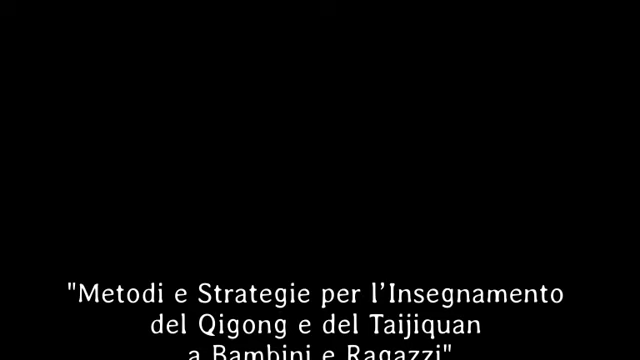 "Metodi e Strategie per l’Insegnamento
del Qigong e del Taijiquan
a Bambini e Ragazzi"